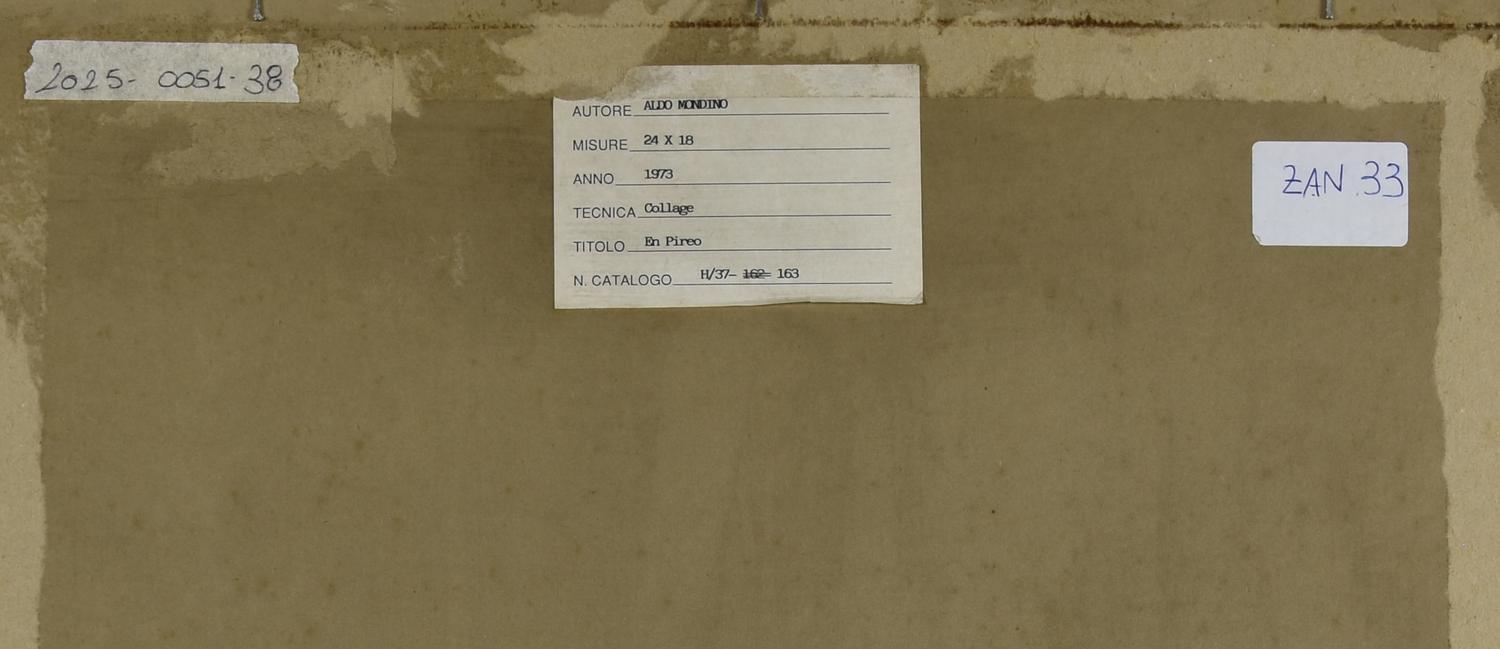 2025- 0051-38
AUTORE ALDO MONDINO
MISURE 24 X 18
ANNO 1973
TECNICA Collage
TITOLO En Pireo
N. CATALOGO H/37- 162- 163
ZAN.33